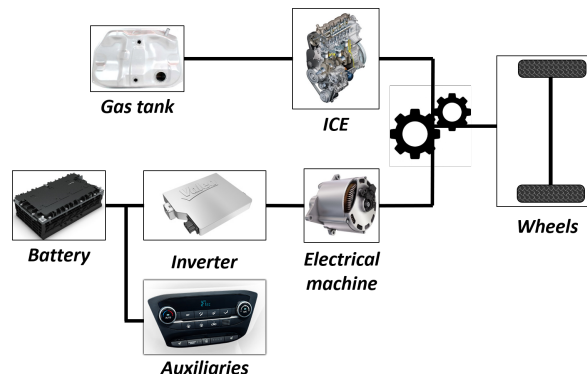 Gas tank
ICE
Battery
Inverter
Electrical
machine
Wheels
Auxiliaries